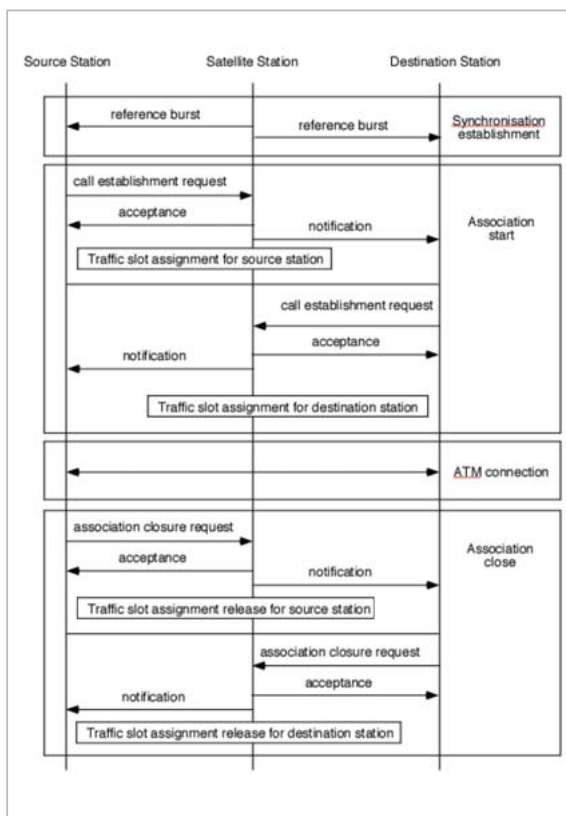 Source Station
Satellite Station
Destination Station
reference burst
reference burst
Synchronisation
establishment
call establishment request
acceptance
notification
Association
start
Traffic slot assignment for source station
call establishment request
acceptance
notification
Traffic slot assignment for destination station
ATM connection
association closure request
acceptance
notification
Association
close
Traffic slot assignment release for source station
association closure request
acceptance
notification
Traffic slot assignment release for destination station